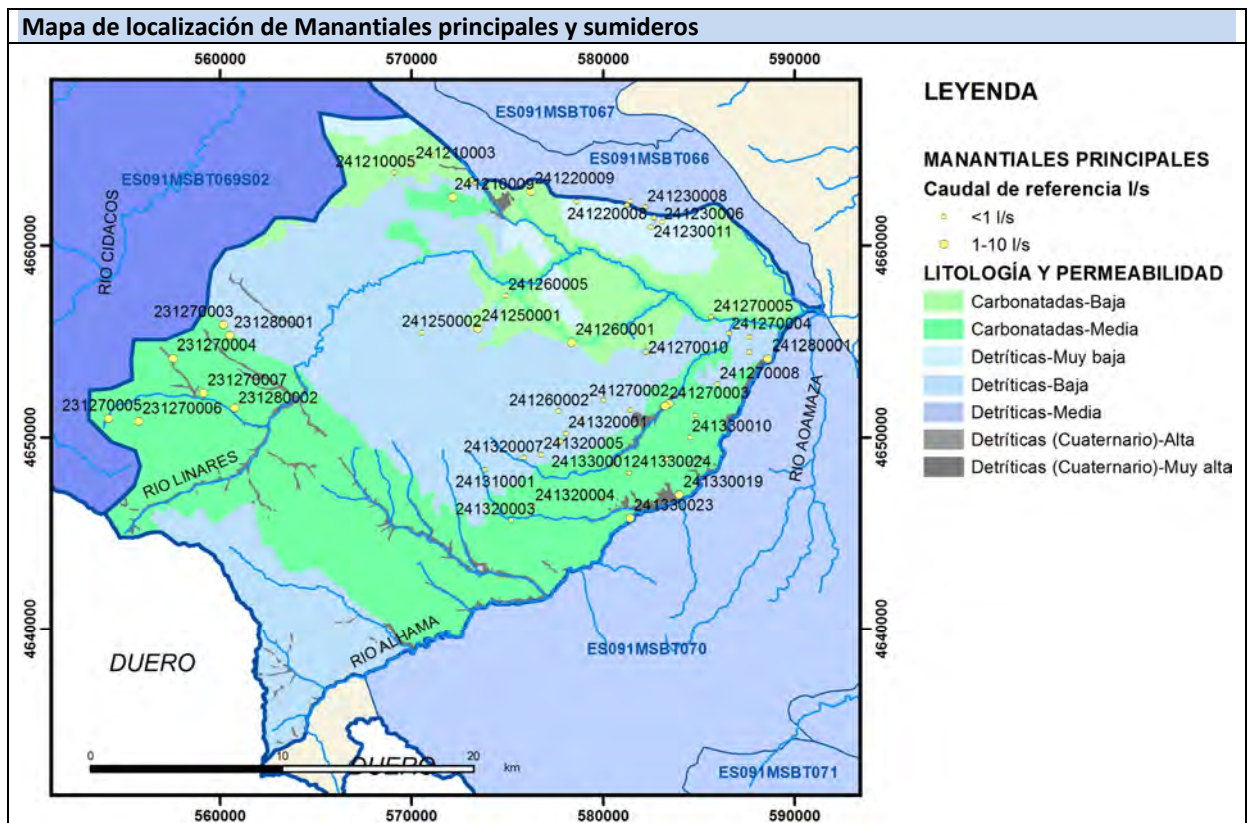 Mapa de localización de Manantiales principales y sumideros
560000
570000
580000
590000
ES091MSBT067
ES091MSBT066
ES091MSBT069S02
RIO CIDACOS
241210005
241210003
241210009
241220009
241230008
241220008
241230006
241230011
4660000
4660000
241260005
231270003
231280001
241250002
241250001
241260001
241270005
241270004
231270004
241270010
241280001
231270007
241270008
231270005
231270006
231280002
241260002
241270002
241270003
241320001
241330010
4650000
4650000
241320007
241320005
241330001
241330024
241310001
241330019
241320004
241320003
241330023
RIO LINARES
RIO AOAMAZA
4640000
4640000
RIO ALHAMA
DUERO
ES091MSBT070
DUERO
0
10
20
km
ES091MSBT071
560000
570000
580000
590000
LEYENDA
MANANTIALES PRINCIPALES
Caudal de referencia l/s
<1 l/s
1-10 l/s
LITOLOGÍA Y PERMEABILIDAD
Carbonatadas-Baja
Carbonatadas-Media
Detríticas-Muy baja
Detríticas-Baja
Detríticas-Media
Detríticas (Cuaternario)-Alta
Detríticas (Cuaternario)-Muy alta